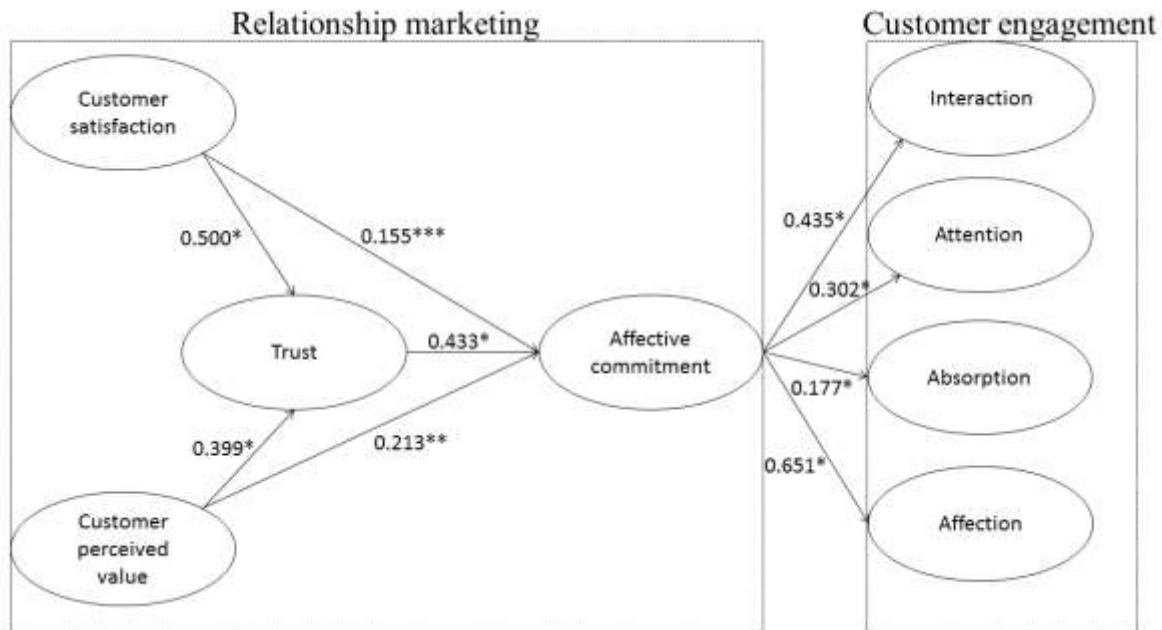 Relationship marketing
Customer engagement
Customer
satisfaction
Interaction
0.500*
0.155***
0.435*
Attention
0.302*
Trust
0.433*
Affective
commitment
Absorption
0.177*
0.399*
0.213**
0.651*
Customer
perceived
value
Affection